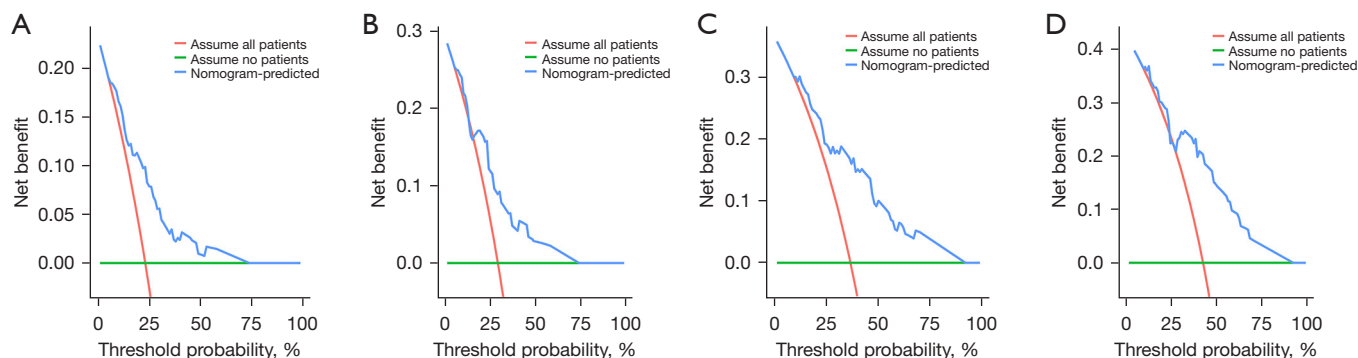 A
Assume all patients
Assume no patients
Nomogram-predicted
0.20
0.15
0.10
0.05
0.00
Net benefit
0 25 50 75 100
Threshold probability, %
B
Assume all patients
Assume no patients
Nomogram-predicted
0.3
0.2
0.1
0.0
Net benefit
0 25 50 75 100
Threshold probability, %
C
Assume all patients
Assume no patients
Nomogram-predicted
0.3
0.2
0.1
0.0
Net benefit
0 25 50 75 100
Threshold probability, %
D
Assume all patients
Assume no patients
Nomogram-predicted
0.4
0.3
0.2
0.1
0.0
Net benefit
0 25 50 75 100
Threshold probability, %